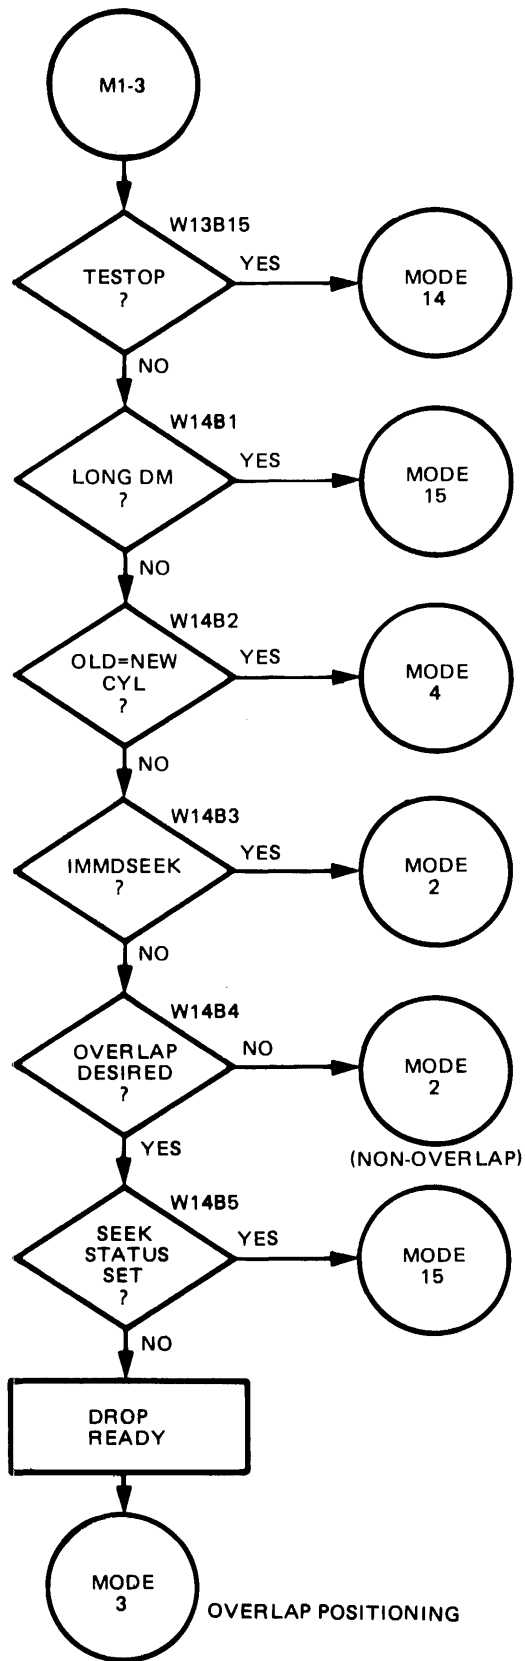 M1-3
W13B15
TESTOP
?
YES
MODE
14
NO
W14B1
LONG DM
?
YES
MODE
15
NO
W14B2
OLD=NEW
CYL
?
YES
MODE
4
NO
W14B3
IMMDSEEK
?
YES
MODE
2
NO
W14B4
OVERLAP
DESIRED
?
NO
MODE
2
(NON-OVERLAP)
YES
W14B5
SEEK
STATUS
SET
?
YES
MODE
15
NO
DROP
READY
MODE
3
OVERLAP POSITIONING